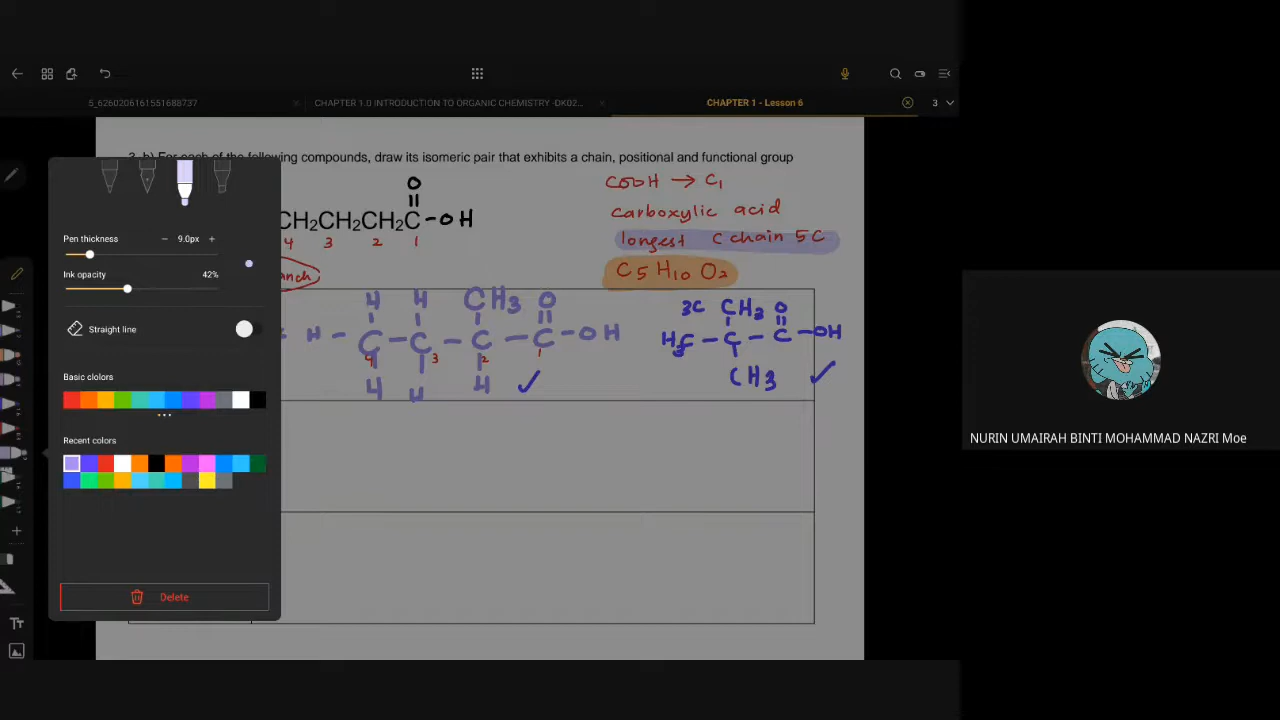 5_6260206161551688737
CHAPTER 1.0 INTRODUCTION TO ORGANIC CHEMISTRY -DK02...
CHAPTER 1 - Lesson 6
3
3. b) For each of the following compounds, draw its isomeric pair that exhibits a chain, positional and functional group
O
CH2CH2CH2C-OH
4 3 2 1
COOH → C1
carboxylic acid
longest C chain 5C
C5H10O2
Pen thickness
− 9.0px +
Ink opacity
42%
Straight line
Basic colors
Recent colors
Delete
H H CH3 O
H - C - C - C - C - OH
4 3 2 1
H H H ✓
3C CH3 O
H3C - C - C - OH
CH3 ✓
Tт
NURIN UMAIRAH BINTI MOHAMMAD NAZRI Moe